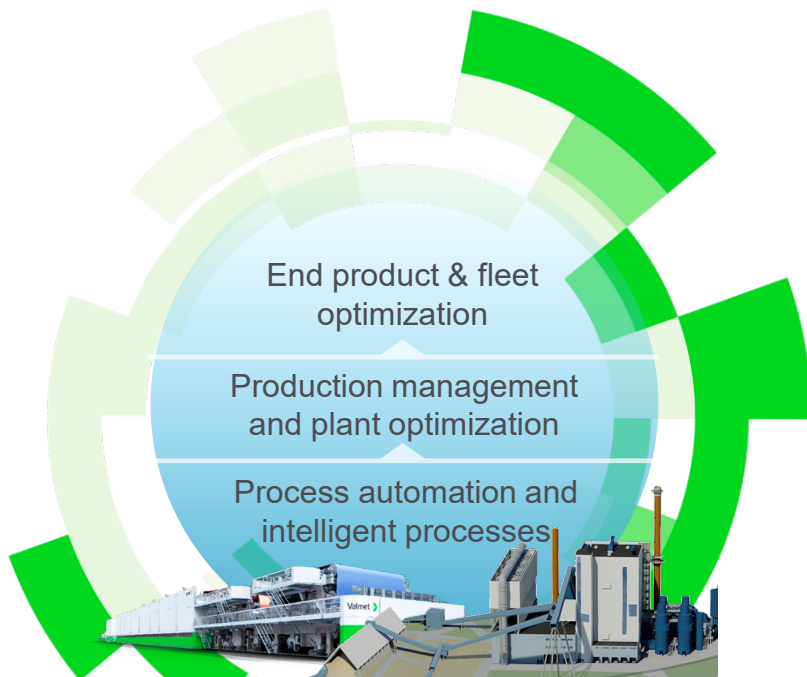 End product & fleet
optimization
Production management
and plant optimization
Process automation and
intelligent processes
Valmet